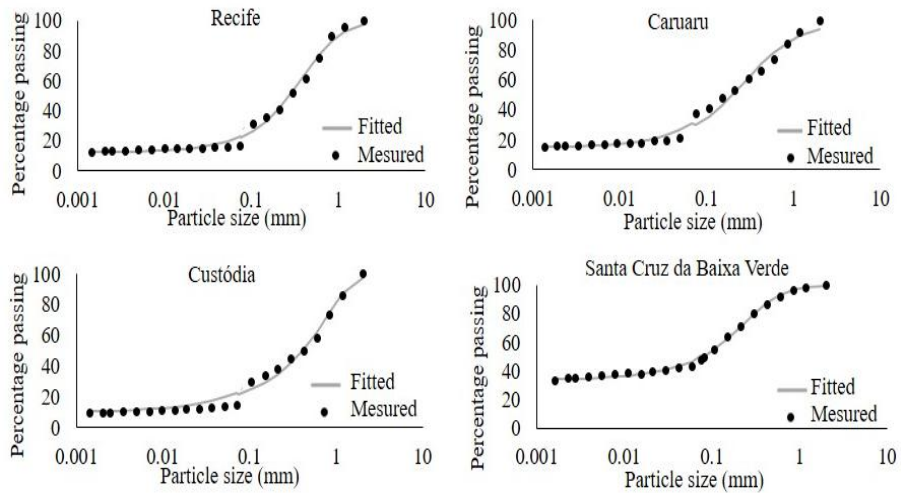 Recife
Percentage passing
100
80
60
40
20
0
Fitted
Mesured
0.001 0.01 0.1 1 10
Particle size (mm)
Caruaru
Percentage passing
100
80
60
40
20
0
Fitted
Mesured
0.001 0.01 0.1 1 10
Particle size (mm)
Custódia
Percentage passing
100
80
60
40
20
0
Fitted
Mesured
0.001 0.01 0.1 1 10
Particle size (mm)
Santa Cruz da Baixa Verde
Percentage passing
100
80
60
40
20
0
Fitted
Mesured
0.001 0.01 0.1 1 10
Particle size (mm)